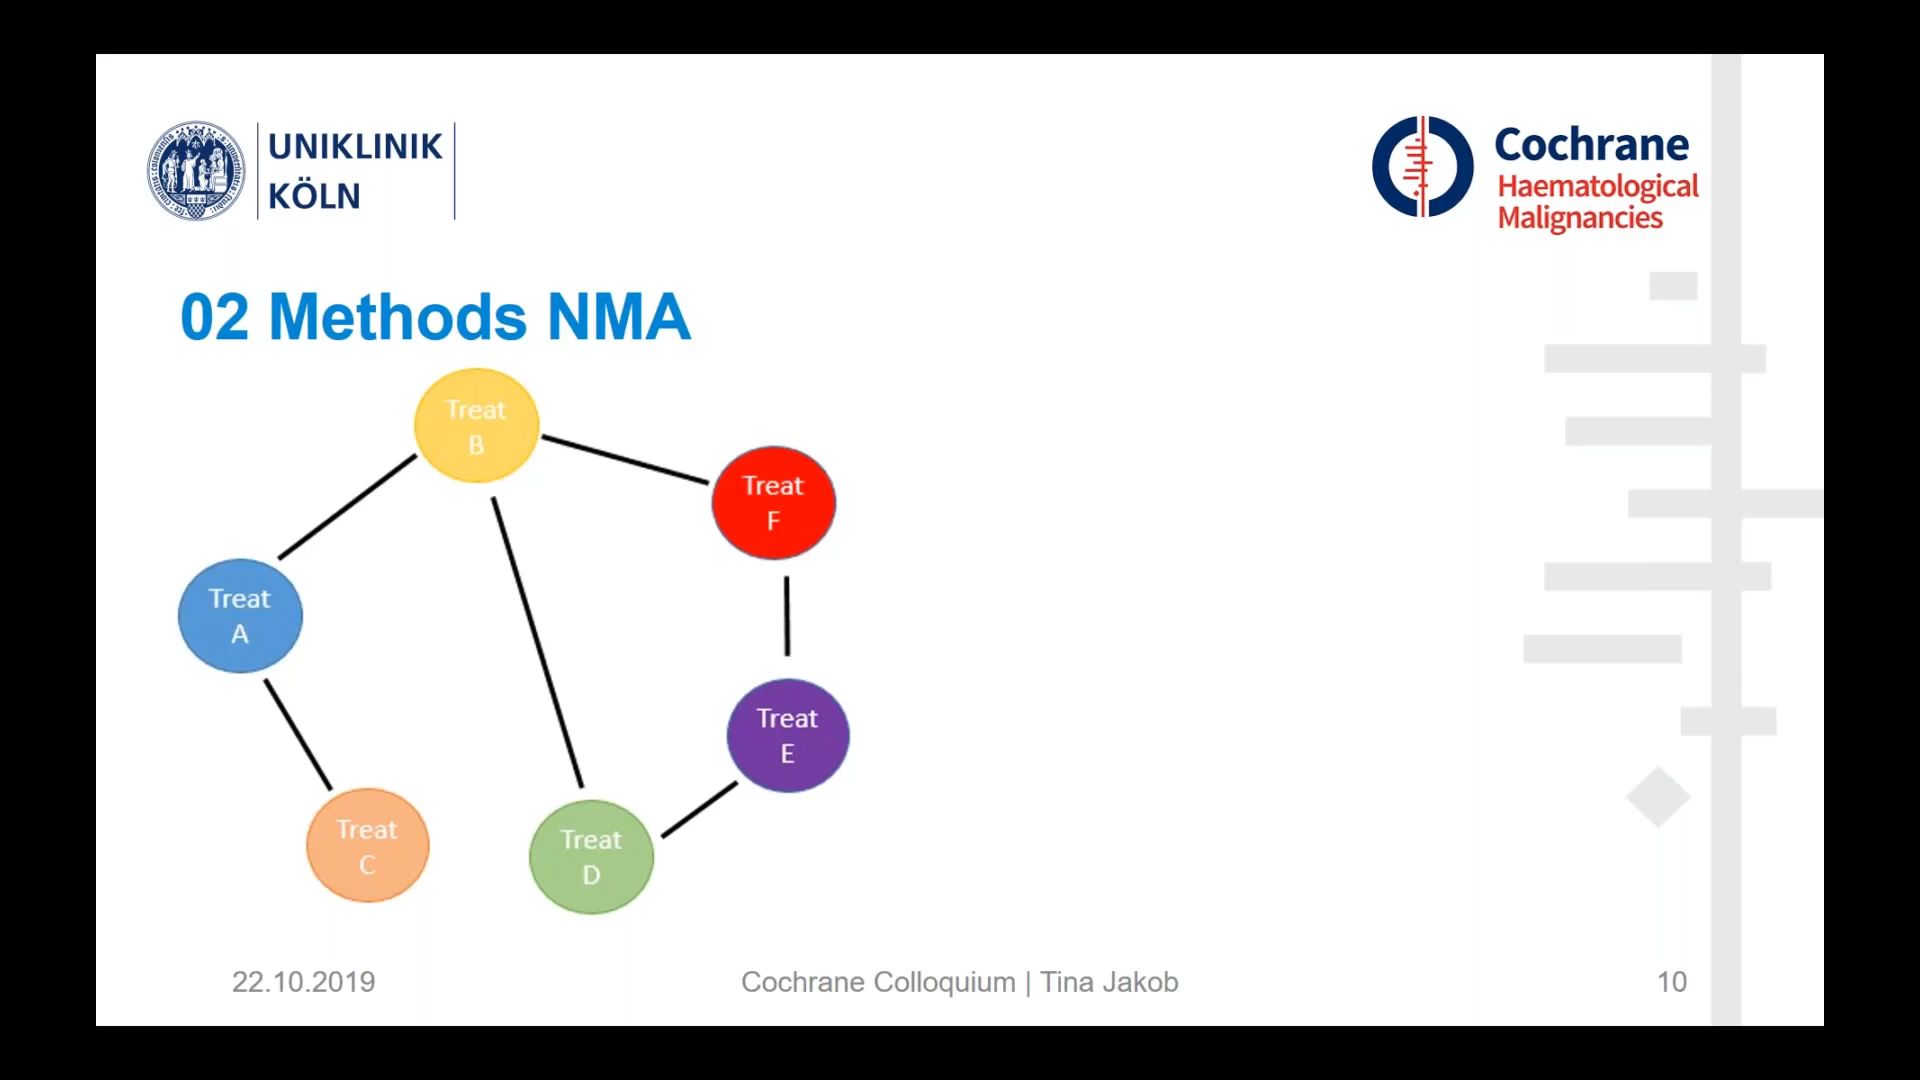 UNIKLINIK
KÖLN
Cochrane
Haematological
Malignancies
02 Methods NMA
Treat
B
Treat
F
Treat
A
Treat
E
Treat
C
Treat
D
22.10.2019
Cochrane Colloquium | Tina Jakob
10